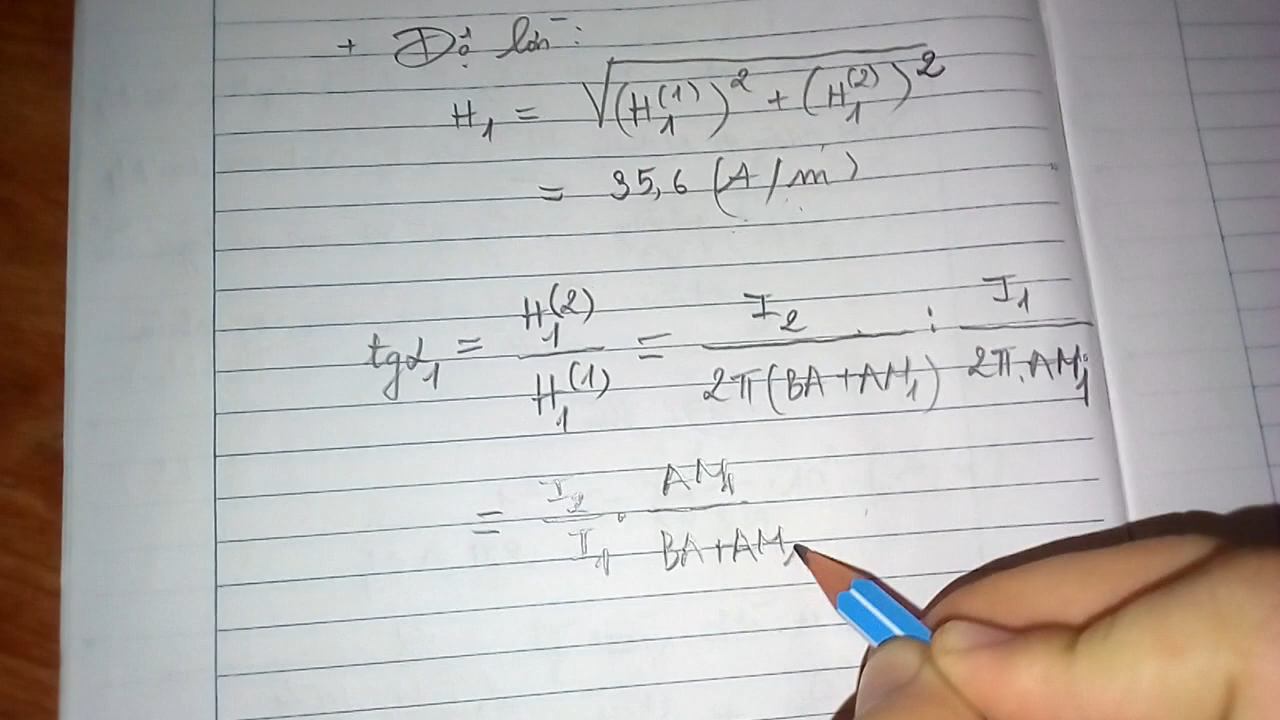 + Độ lớn:
H₁ = √((H₁⁽¹⁾)² + (H₁⁽²⁾)²)
= 35,6 (A/m)
tgα₁ = H₁⁽²⁾ / H₁⁽¹⁾ = I₂ / 2π(BA+AM₁) : I₁ / 2π.AM₁
= I₂ / I₁ . AM₁ / BA+AM₁